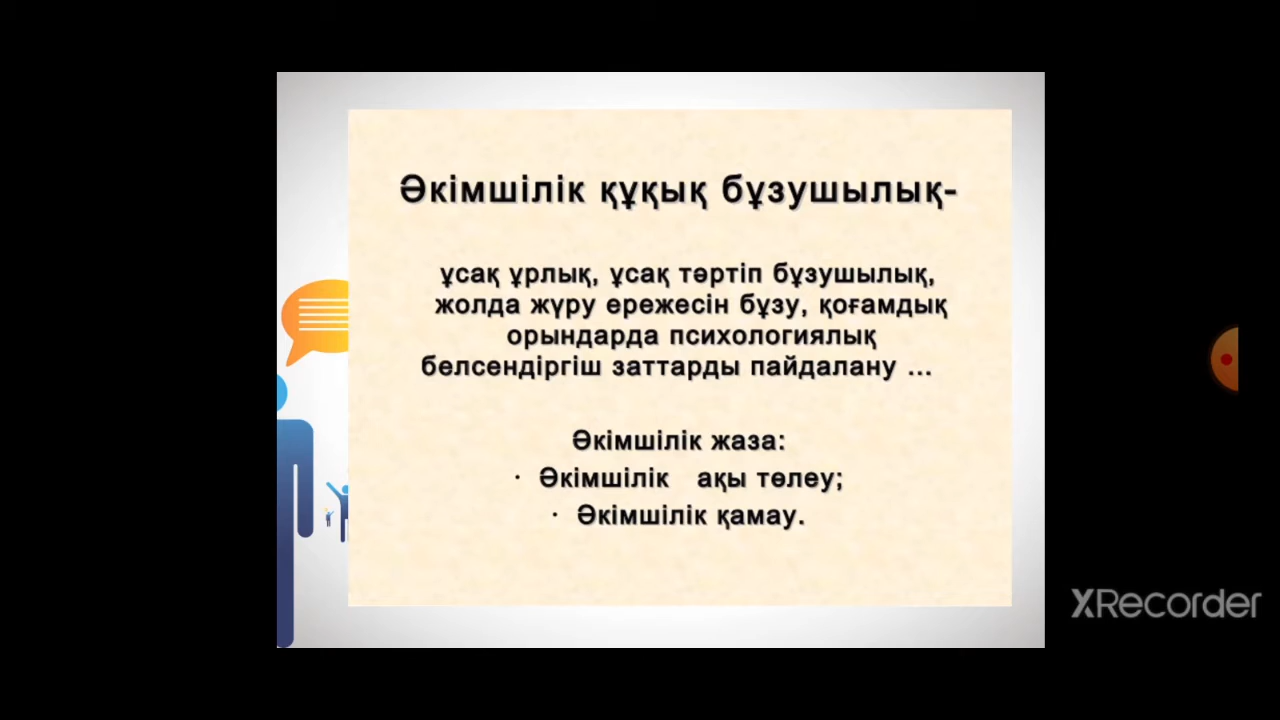 Әкімшілік құқық бұзушылық-
ұсақ ұрлық, ұсақ тәртіп бұзушылық,
жолда жүру ережесін бұзу, қоғамдық
орындарда психологиялық
белсендіргіш заттарды пайдалану ...
Әкімшілік жаза:
· Әкімшілік ақы төлеу;
· Әкімшілік қамау.
XRecorder